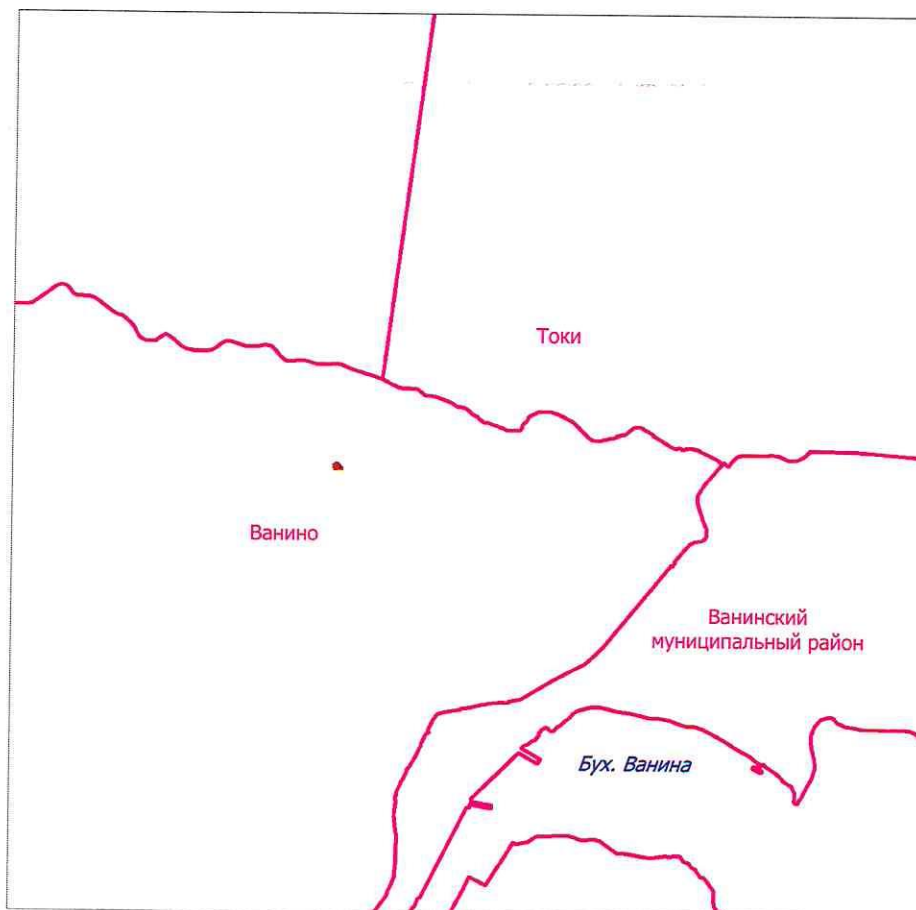 Токи
Ванино
Ванинский
муниципальный район
Бух. Ванина